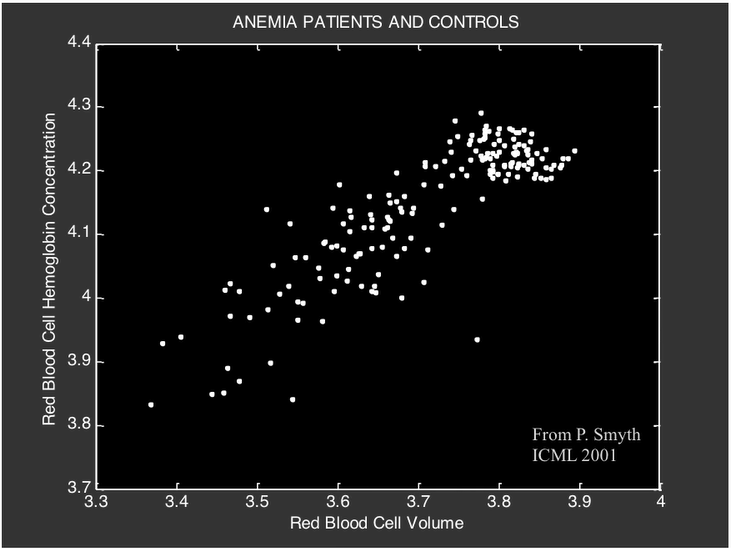 ANEMIA PATIENTS AND CONTROLS
4.4
4.3
4.2
4.1
4
3.9
3.8
3.7
Red Blood Cell Hemoglobin Concentration
From P. Smyth
ICML 2001
3.3 3.4 3.5 3.6 3.7 3.8 3.9 4
Red Blood Cell Volume